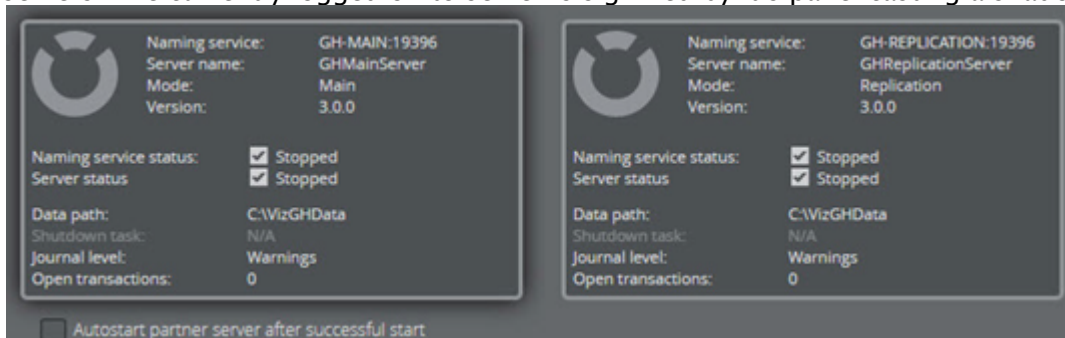 Naming service: GH-MAIN:19396
Server name: GHMainServer
Mode: Main
Version: 3.0.0
Naming service status: Stopped
Server status Stopped
Data path: C:\VizGHData
Shutdown task: N/A
Journal level: Warnings
Open transactions: 0
Naming service: GH-REPLICATION:19396
Server name: GHReplicationServer
Mode: Replication
Version: 3.0.0
Naming service status: Stopped
Server status Stopped
Data path: C:\VizGHData
Shutdown task: N/A
Journal level: Warnings
Open transactions: 0
Autostart partner server after successful start